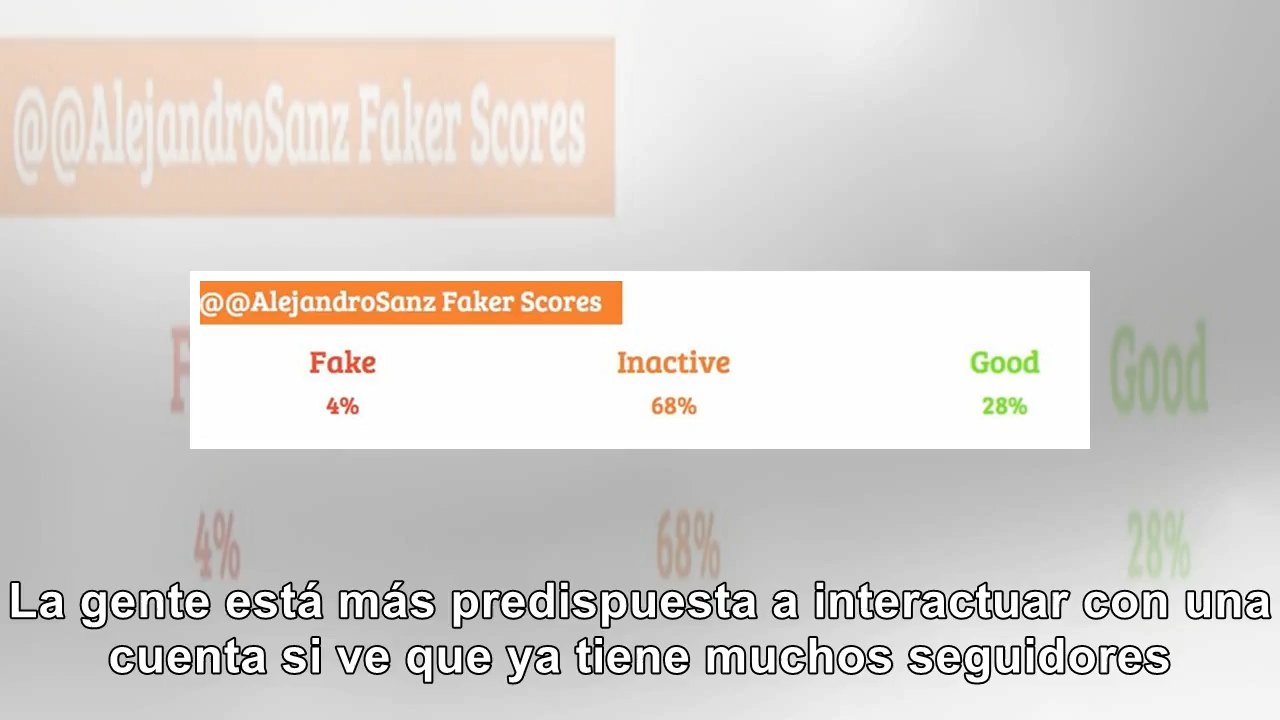 @@AlejandroSanz Faker Scores
@@AlejandroSanz Faker Scores
Fake Inactive Good
4% 68% 28%
Good
4% 68% 28%
La gente está más predispuesta a interactuar con una
cuenta si ve que ya tiene muchos seguidores